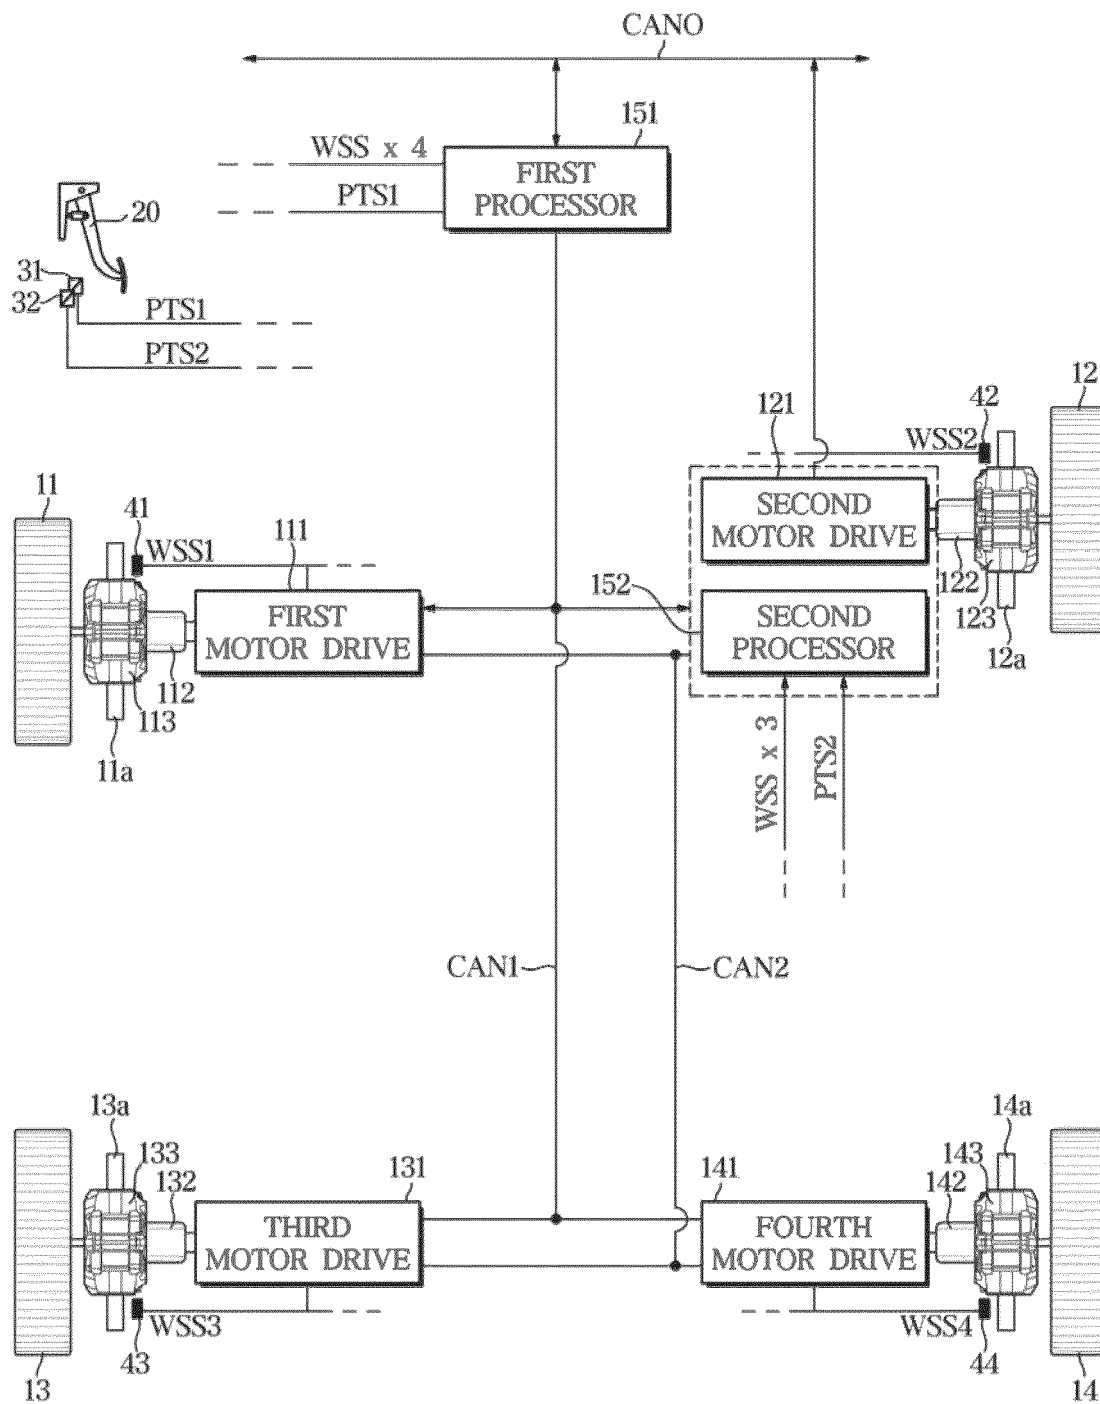 CAN0
151
WSS x 4
FIRST
PROCESSOR
PTS1
20
31
32
PTS1
PTS2
12
121
42
WSS2
11
41
WSS1
111
SECOND
MOTOR DRIVE
122
123
12a
152
FIRST
MOTOR DRIVE
SECOND
PROCESSOR
112
113
11a
WSS x 3
PTS2
CAN1
CAN2
13a
133
132
131
141
142
143
14a
THIRD
MOTOR DRIVE
FOURTH
MOTOR DRIVE
WSS3
WSS4
43
44
13
14